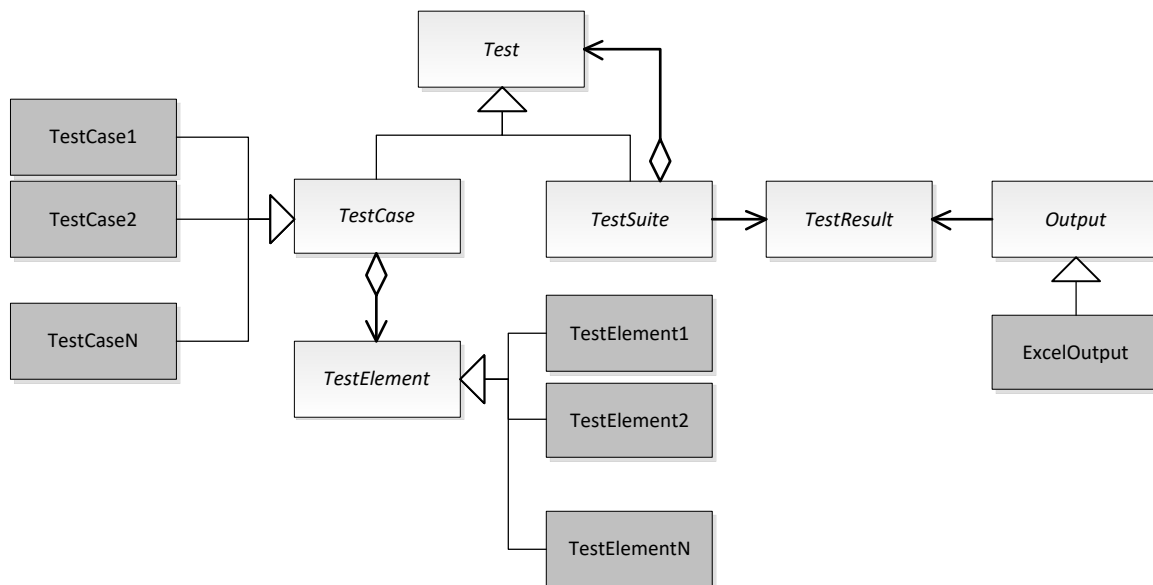 Test
TestCase1
TestCase2
TestCaseN
TestCase
TestSuite
TestResult
Output
TestElement
TestElement1
TestElement2
TestElementN
ExcelOutput